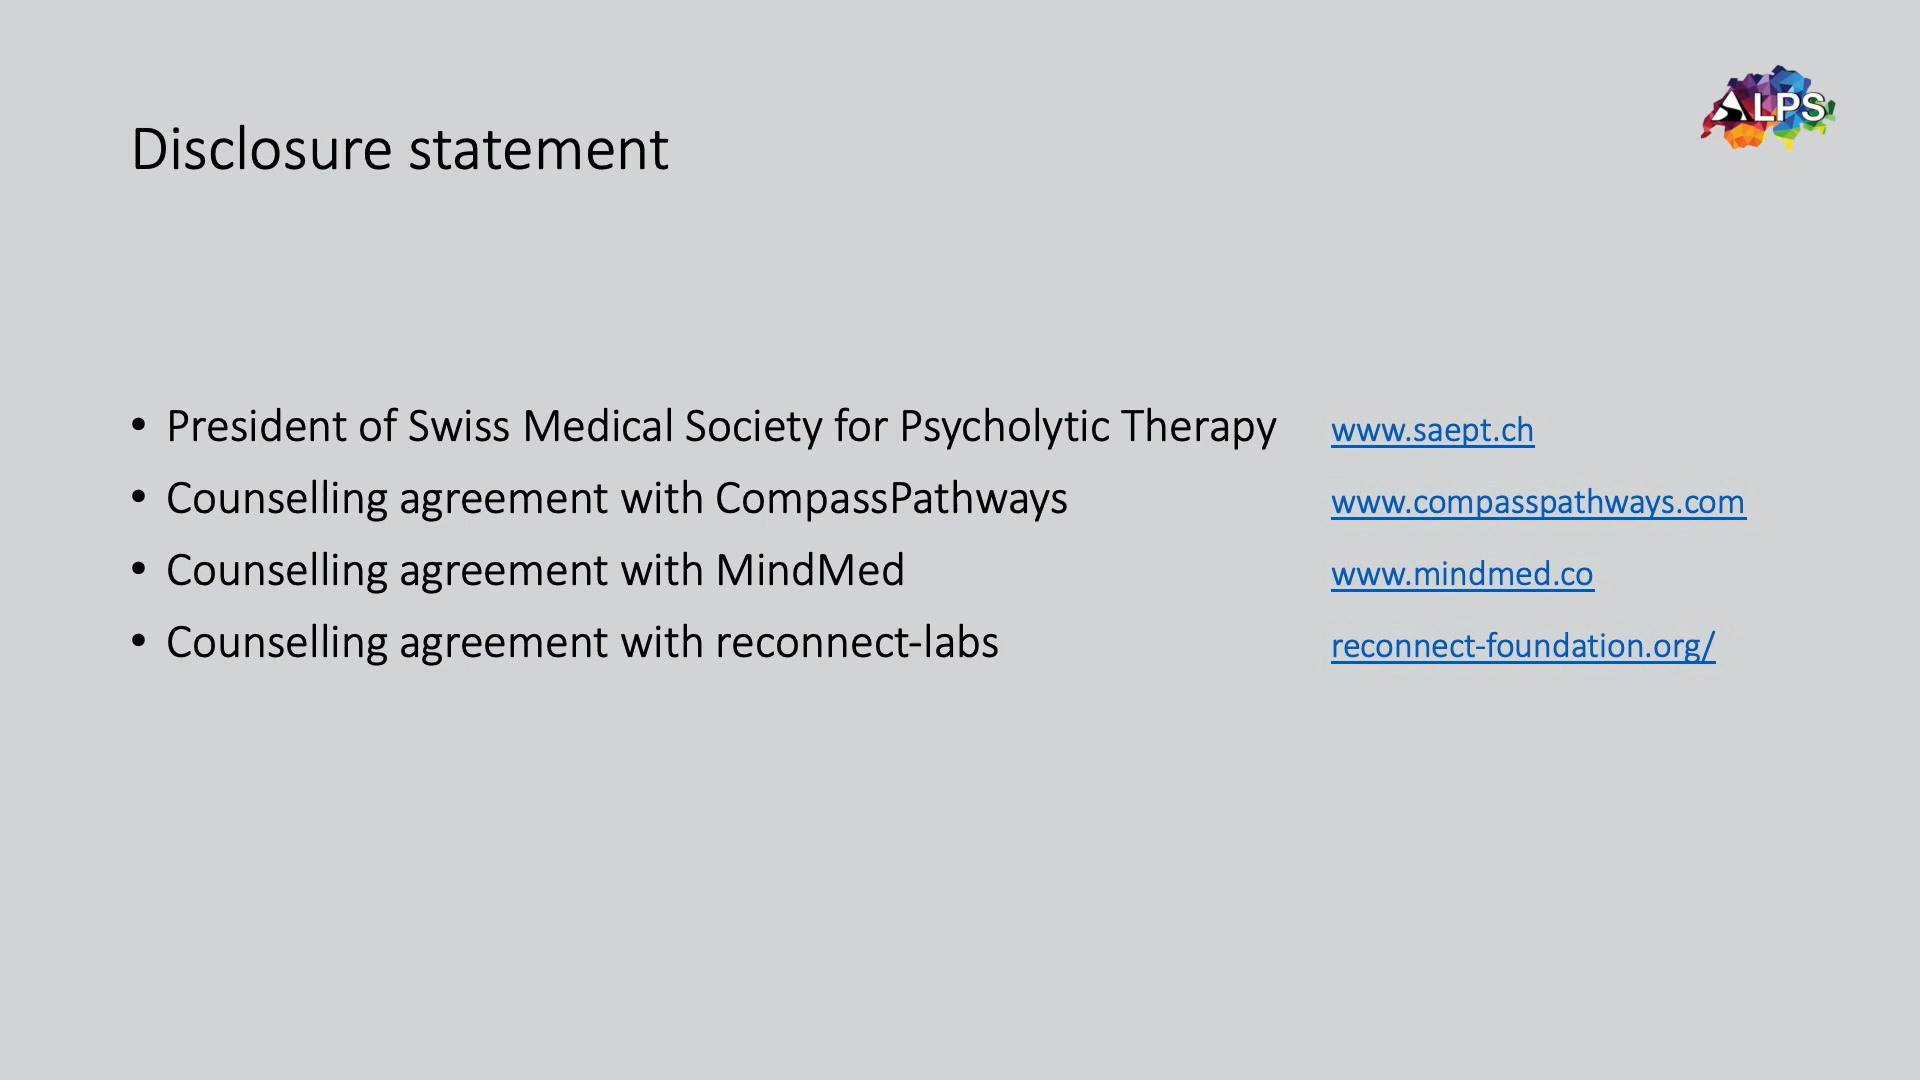 ALPS
Disclosure statement
• President of Swiss Medical Society for Psycholytic Therapy www.saept.ch
• Counselling agreement with CompassPathways www.compasspathways.com
• Counselling agreement with MindMed www.mindmed.co
• Counselling agreement with reconnect-labs reconnect-foundation.org/